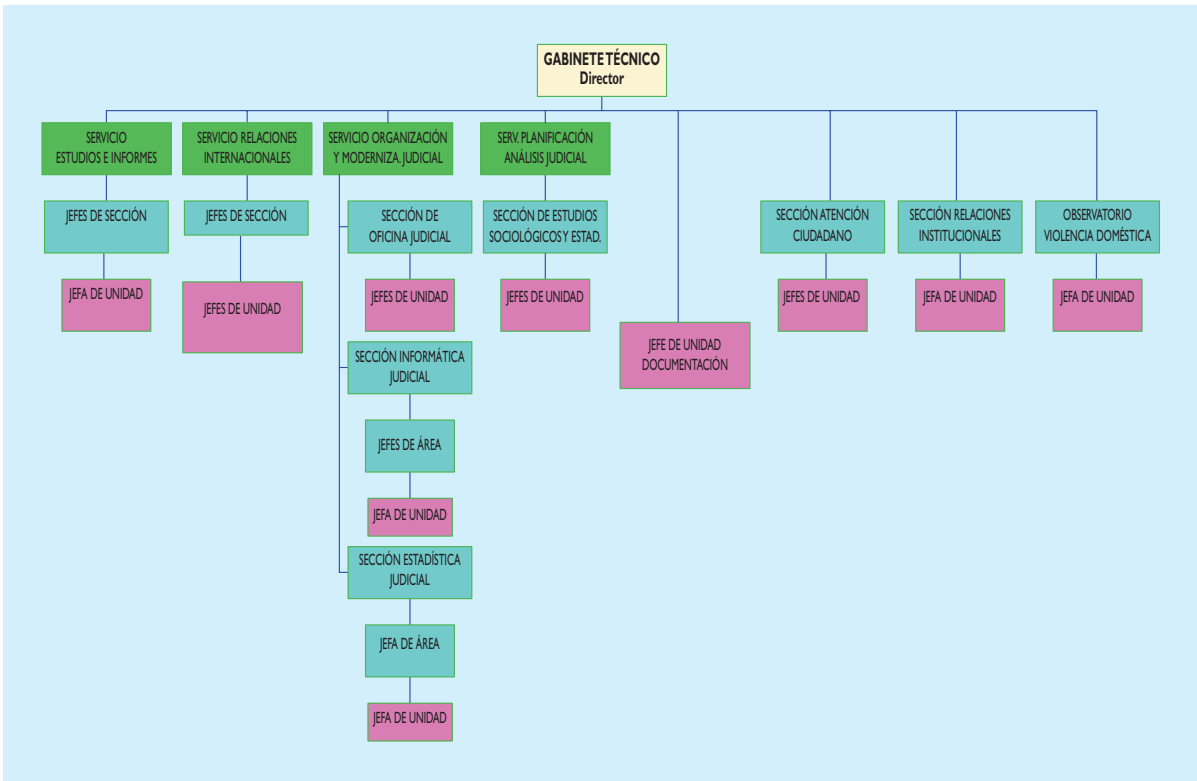 GABINETE TÉCNICO
Director
SERVICIO
ESTUDIOS E INFORMES
SERVICIO RELACIONES
INTERNACIONALES
SERVICIO ORGANIZACIÓN
Y MODERNIZA. JUDICIAL
SERV. PLANIFICACIÓN
ANÁLISIS JUDICIAL
JEFES DE SECCIÓN
JEFES DE SECCIÓN
SECCIÓN DE
OFICINA JUDICIAL
SECCIÓN DE ESTUDIOS
SOCIOLÓGICOS Y ESTAD.
SECCIÓN ATENCIÓN
CIUDADANO
SECCIÓN RELACIONES
INSTITUCIONALES
OBSERVATORIO
VIOLENCIA DOMÉSTICA
JEFA DE UNIDAD
JEFES DE UNIDAD
JEFES DE UNIDAD
JEFES DE UNIDAD
JEFES DE UNIDAD
JEFA DE UNIDAD
JEFA DE UNIDAD
JEFE DE UNIDAD
DOCUMENTACIÓN
SECCIÓN INFORMÁTICA
JUDICIAL
JEFES DE ÁREA
JEFA DE UNIDAD
SECCIÓN ESTADÍSTICA
JUDICIAL
JEFA DE ÁREA
JEFA DE UNIDAD